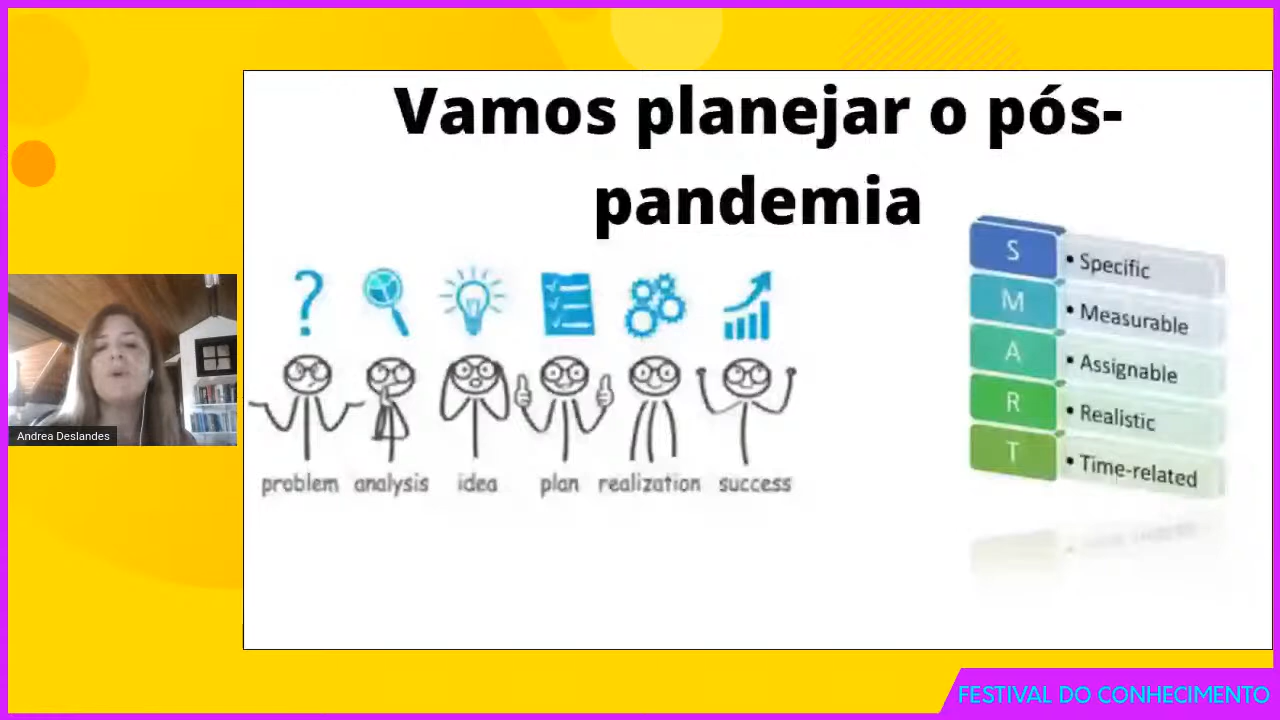 Vamos planejar o pós-
pandemia
problem analysis idea plan realization success
S • Specific
M • Measurable
A • Assignable
R • Realistic
T • Time-related
Andrea Deslandes
FESTIVAL DO CONHECIMENTO